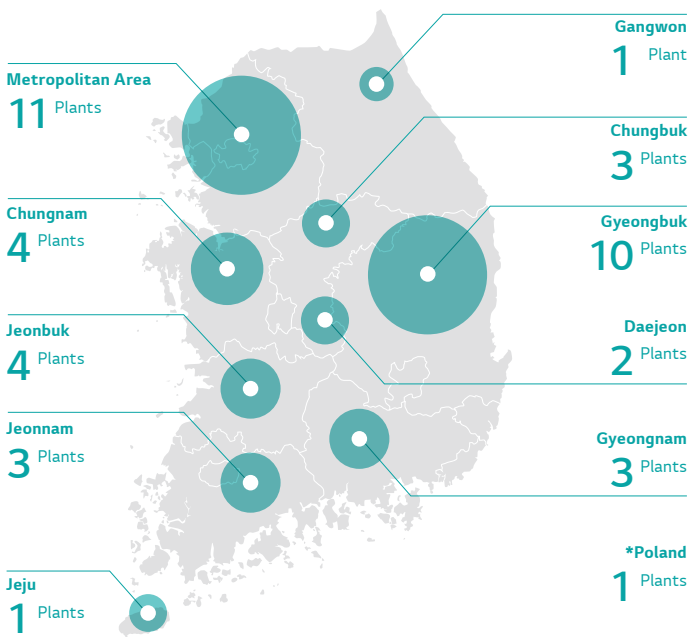 Metropolitan Area
11 Plants
Chungnam
4 Plants
Jeonbuk
4 Plants
Jeonnam
3 Plants
Jeju
1 Plants
Gangwon
1 Plant
Chungbuk
3 Plants
Gyeongbuk
10 Plants
Daejeon
2 Plants
Gyeongnam
3 Plants
*Poland
1 Plants